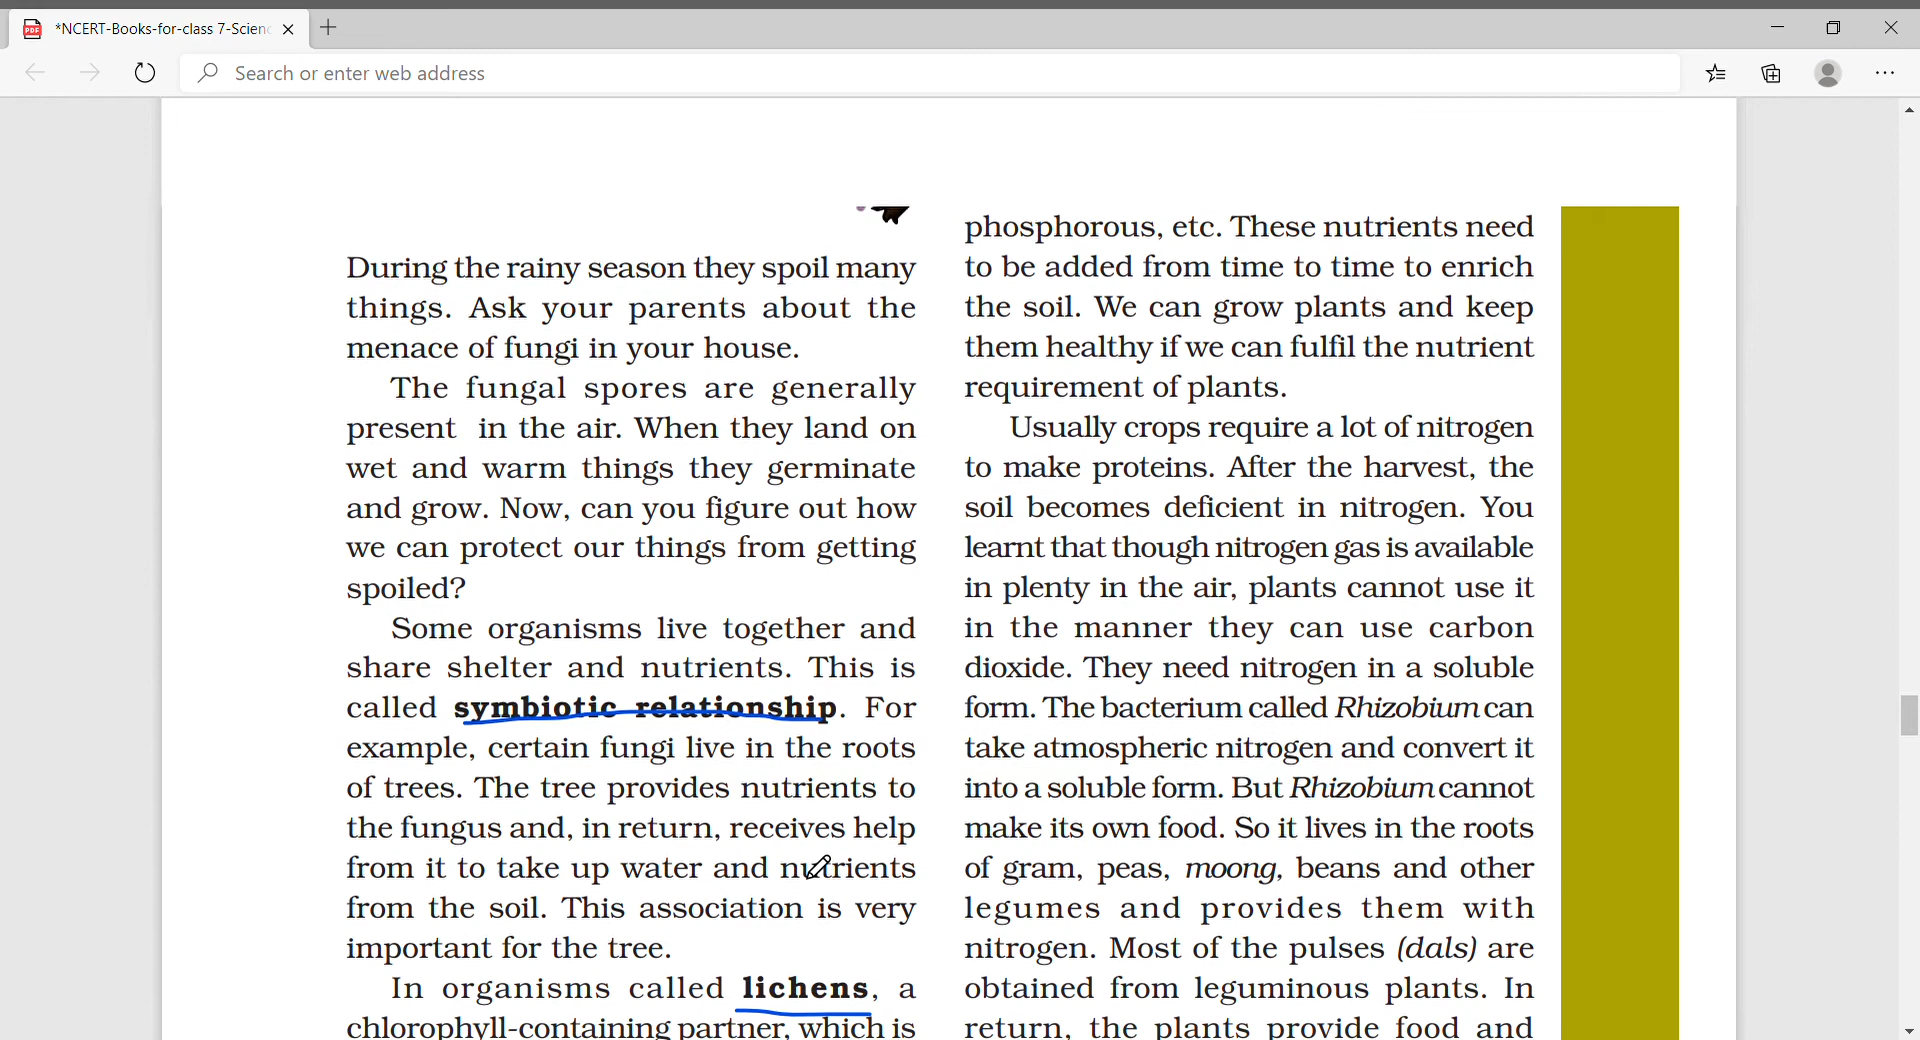 *NCERT-Books-for-class 7-Scien
Search or enter web address
During the rainy season they spoil many
things. Ask your parents about the
menace of fungi in your house.
The fungal spores are generally
present in the air. When they land on
wet and warm things they germinate
and grow. Now, can you figure out how
we can protect our things from getting
spoiled?
Some organisms live together and
share shelter and nutrients. This is
called symbiotic relationship. For
example, certain fungi live in the roots
of trees. The tree provides nutrients to
the fungus and, in return, receives help
from it to take up water and nutrients
from the soil. This association is very
important for the tree.
In organisms called lichens, a
chlorophyll-containing partner, which is
phosphorous, etc. These nutrients need
to be added from time to time to enrich
the soil. We can grow plants and keep
them healthy if we can fulfil the nutrient
requirement of plants.
Usually crops require a lot of nitrogen
to make proteins. After the harvest, the
soil becomes deficient in nitrogen. You
learnt that though nitrogen gas is available
in plenty in the air, plants cannot use it
in the manner they can use carbon
dioxide. They need nitrogen in a soluble
form. The bacterium called Rhizobium can
take atmospheric nitrogen and convert it
into a soluble form. But Rhizobium cannot
make its own food. So it lives in the roots
of gram, peas, moong, beans and other
legumes and provides them with
nitrogen. Most of the pulses (dals) are
obtained from leguminous plants. In
return, the plants provide food and